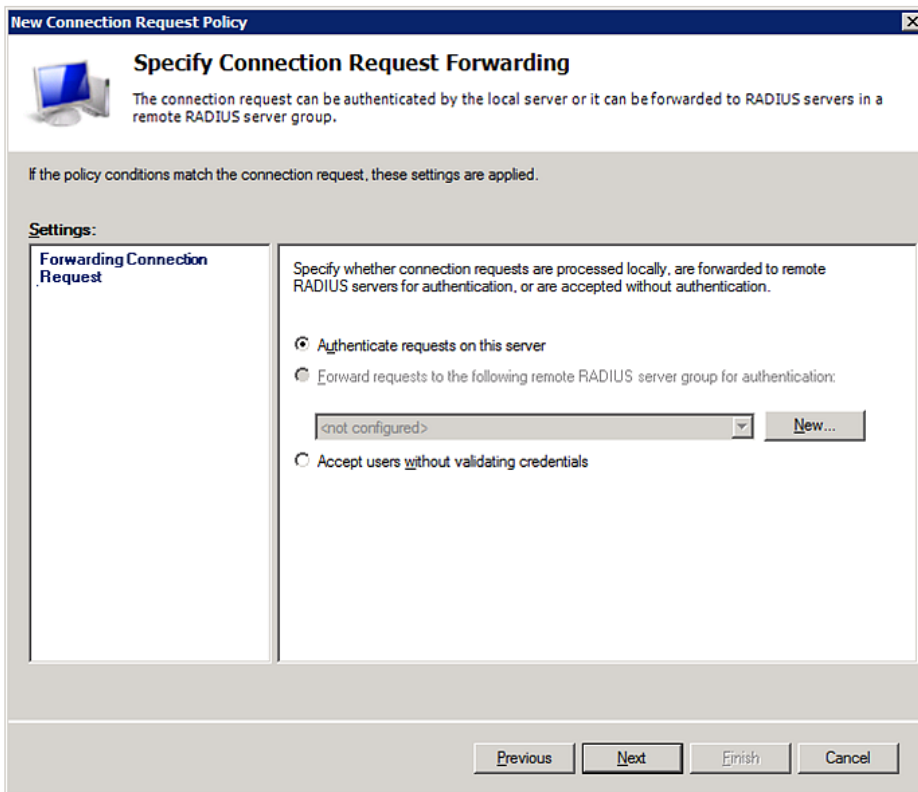 New Connection Request Policy
Specify Connection Request Forwarding
The connection request can be authenticated by the local server or it can be forwarded to RADIUS servers in a
remote RADIUS server group.
If the policy conditions match the connection request, these settings are applied.
Settings:
Forwarding Connection
Request
Specify whether connection requests are processed locally, are forwarded to remote
RADIUS servers for authentication, or are accepted without authentication.
Authenticate requests on this server
Forward requests to the following remote RADIUS server group for authentication:
<not configured>
New...
Accept users without validating credentials
Previous
Next
Finish
Cancel